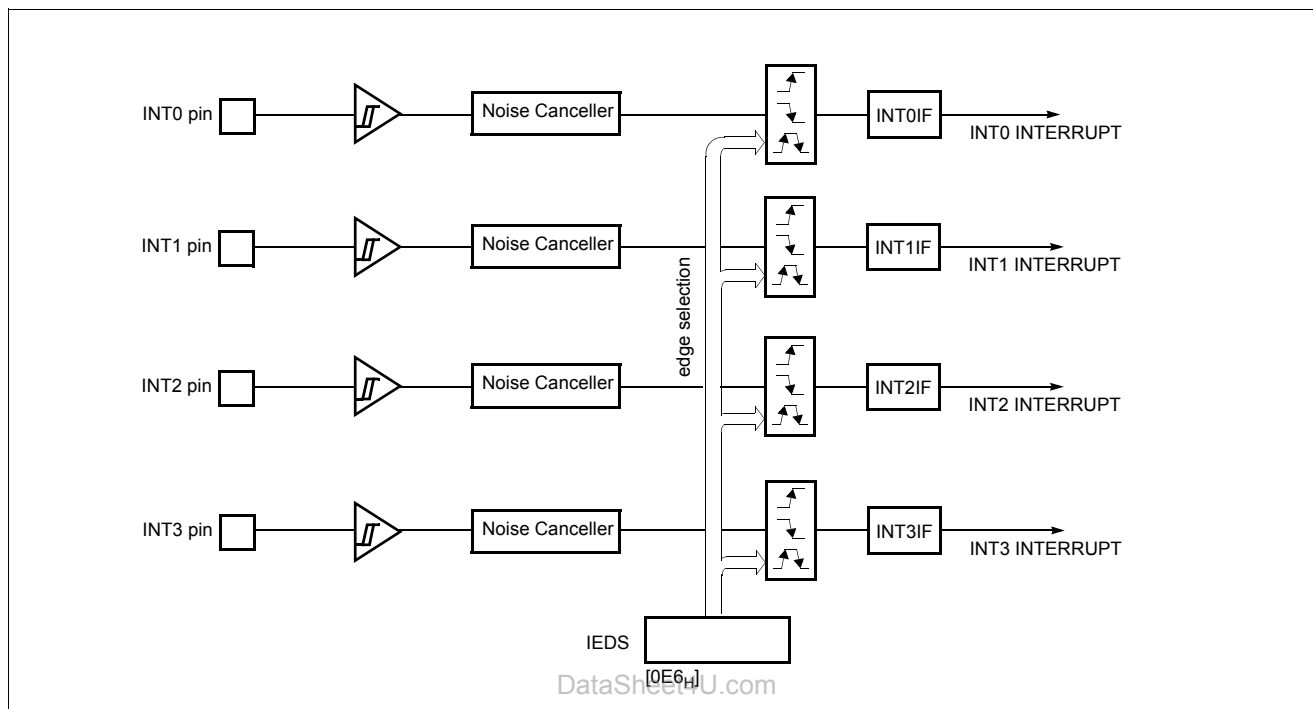 INT0 pin
Noise Canceller
INT0IF
INT0 INTERRUPT
INT1 pin
Noise Canceller
INT1IF
INT1 INTERRUPT
edge selection
INT2 pin
Noise Canceller
INT2IF
INT2 INTERRUPT
INT3 pin
Noise Canceller
INT3IF
INT3 INTERRUPT
IEDS
[0E6H]
DataSheet4U.com